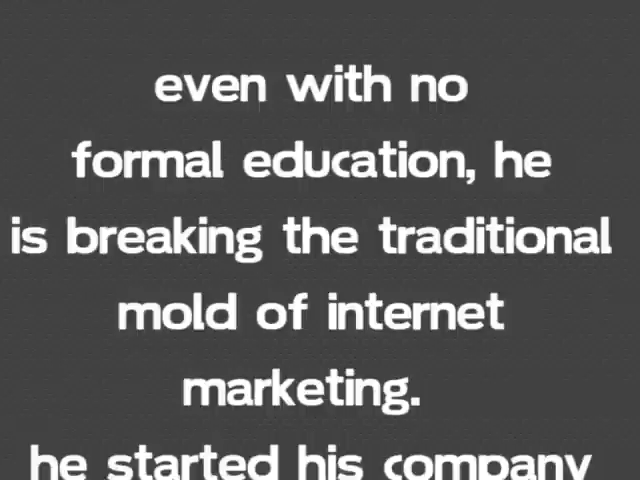 even with no
formal education, he
is breaking the traditional
mold of internet
marketing.
he started his company